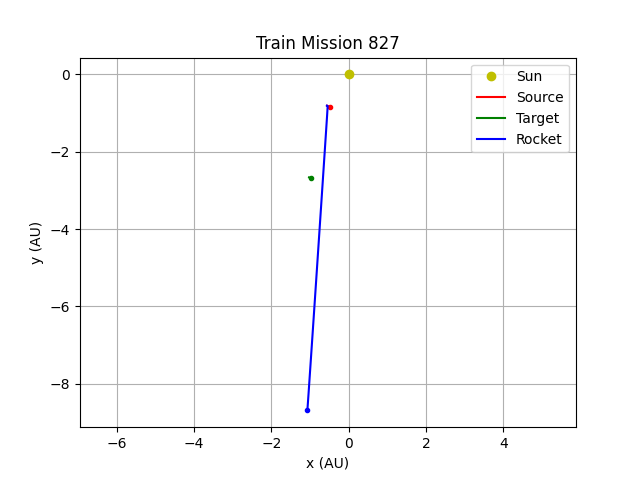 Train Mission 827
Sun
Source
Target
Rocket
0
−2
−4
−6
−8
y (AU)
−6
−4
−2
0
2
4
x (AU)